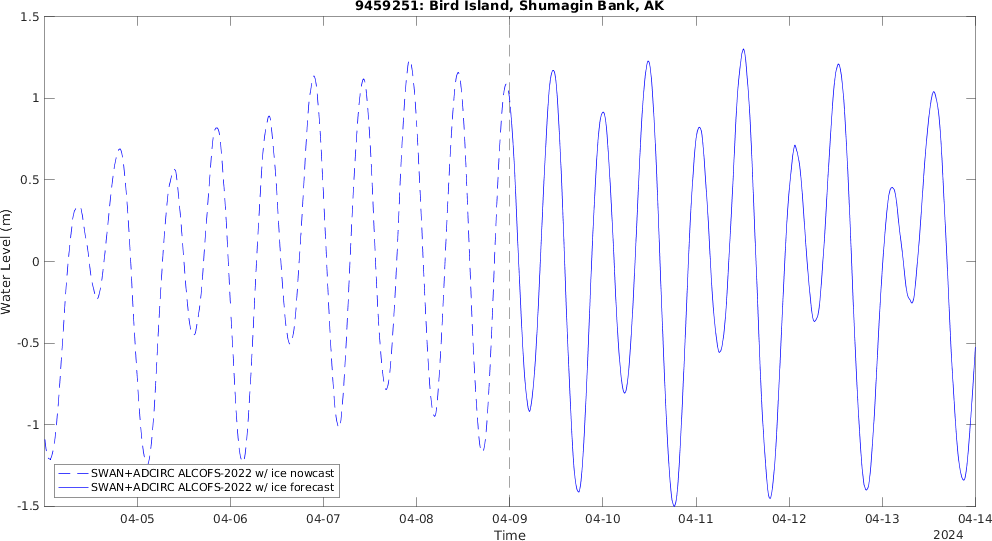 9459251: Bird Island, Shumagin Bank, AK
1.5
1
0.5
0
-0.5
-1
-1.5
Water Level (m)
SWAN+ADCIRC ALCOFS-2022 w/ ice nowcast
SWAN+ADCIRC ALCOFS-2022 w/ ice forecast
04-05 04-06 04-07 04-08 04-09 04-10 04-11 04-12 04-13 04-14
Time
2024